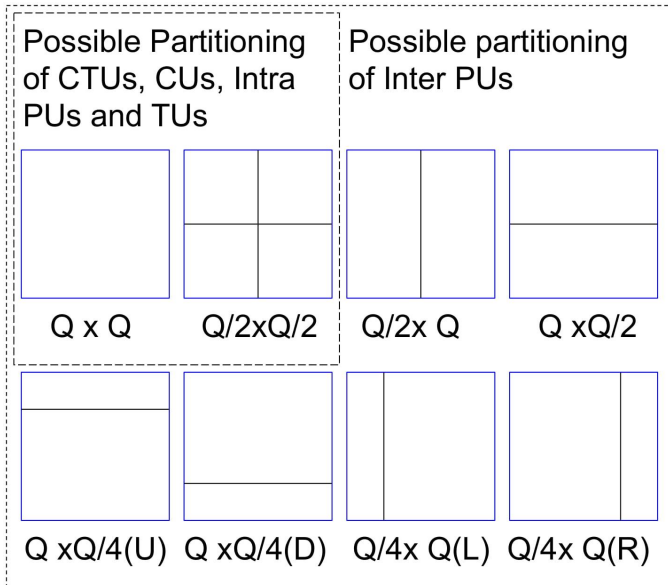 Possible Partitioning
of CTUs, CUs, Intra
PUs and TUs
Possible partitioning
of Inter PUs
Q x Q
Q/2xQ/2
Q/2x Q
Q xQ/2
Q xQ/4(U)
Q xQ/4(D)
Q/4x Q(L)
Q/4x Q(R)